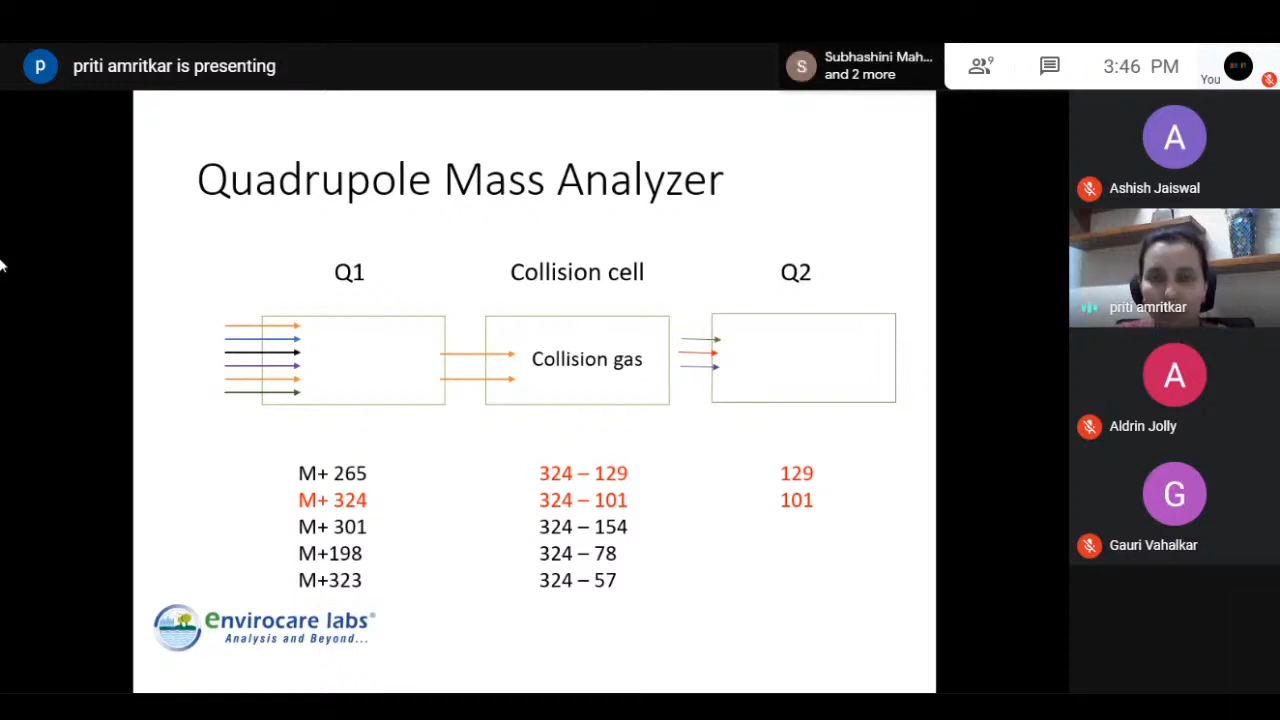 p
priti amritkar is presenting
S
Subhashini Mah...
and 2 more
9
3:46 PM
You
Quadrupole Mass Analyzer
Q1
Collision cell
Q2
Collision gas
M+ 265
324 – 129
129
M+ 324
324 – 101
101
M+ 301
324 – 154
M+198
324 – 78
M+323
324 – 57
envirocare labs®
Analysis and Beyond...
A
Ashish Jaiswal
priti amritkar
A
Aldrin Jolly
G
Gauri Vahalkar